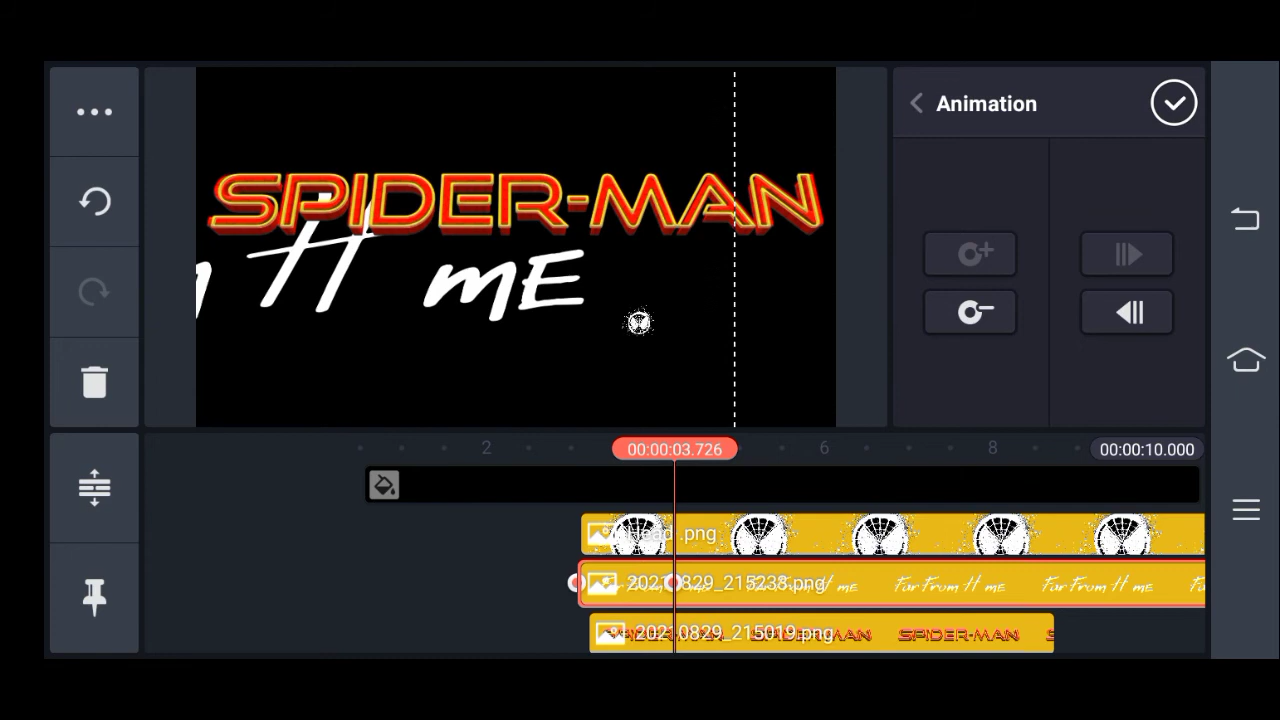 Animation
SPIDER-MAN
H mE
2
00:00:03.726
6
8
00:00:10.000
Head .png
20210829_215238.png
Far From H me
Far From H me
20210829_215019.png
SPIDER-MAN